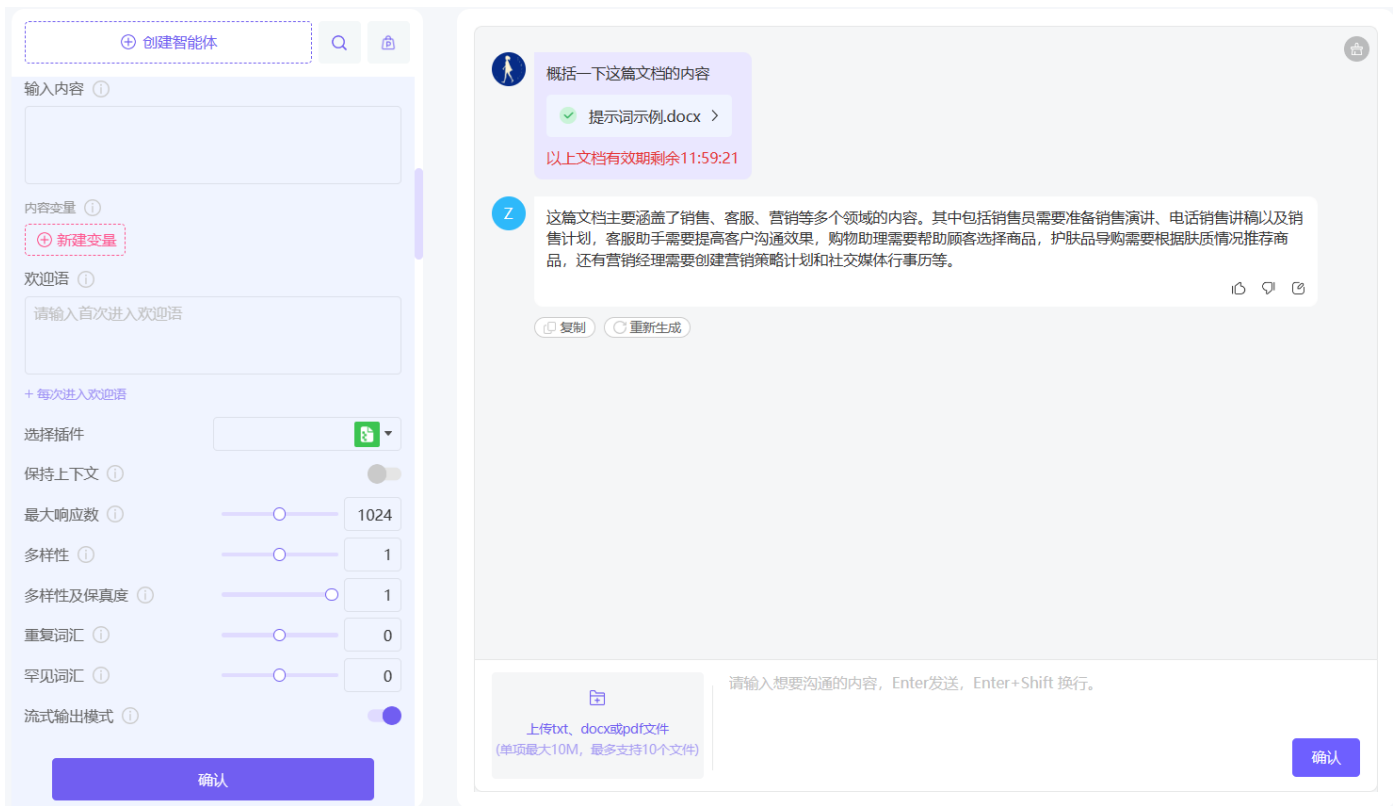 创建智能体
输入内容
内容变量
新建变量
欢迎语
请输入首次进入欢迎语
+ 每次进入欢迎语
选择插件
保持上下文
最大响应数 1024
多样性 1
多样性及保真度 1
重复词汇 0
罕见词汇 0
流式输出模式
确认
概括一下这篇文档的内容
提示词示例.docx
以上文档有效期剩余11:59:21
Z
这篇文档主要涵盖了销售、客服、营销等多个领域的内容。其中包括销售员需要准备销售演讲、电话销售讲稿以及销
售计划，客服助手需要提高客户沟通效果，购物助理需要帮助顾客选择商品，护肤品导购需要根据肤质情况推荐商
品，还有营销经理需要创建营销策略计划和社交媒体行事历等。
复制 重新生成
上传txt、docx或pdf文件
(单项最大10M，最多支持10个文件)
请输入想要沟通的内容，Enter发送，Enter+Shift 换行。
确认